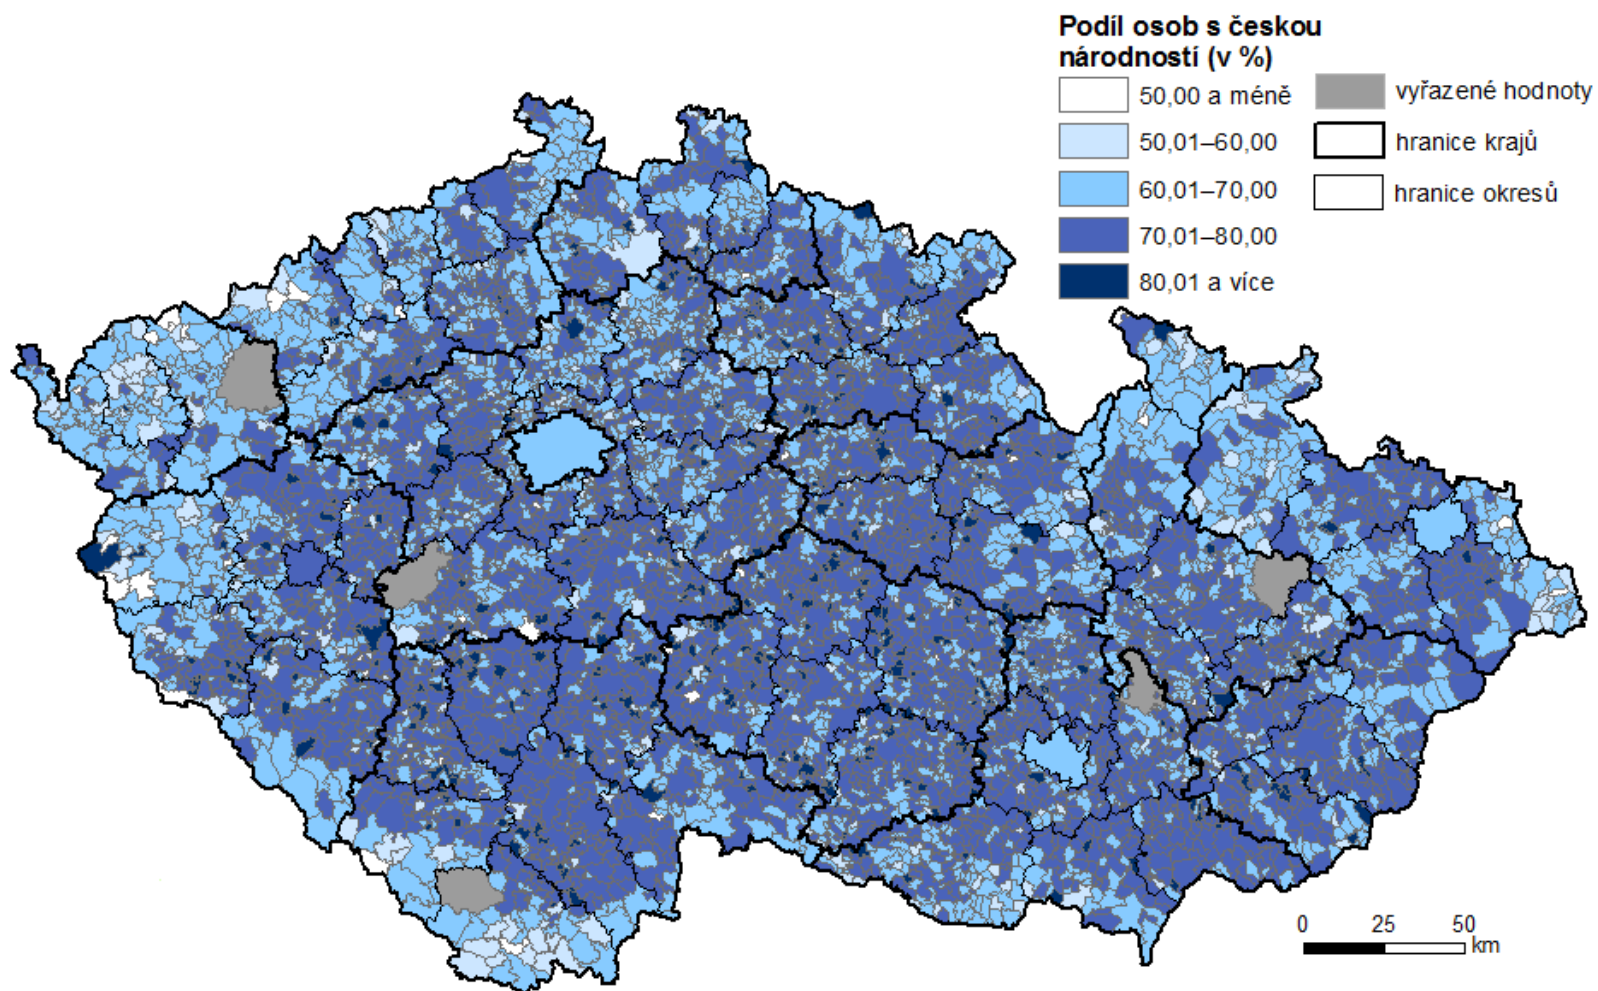 Podíl osob s českou
národností (v %)
50,00 a méně
50,01–60,00
60,01–70,00
70,01–80,00
80,01 a více
vyřazené hodnoty
hranice krajů
hranice okresů
0 25 50
km